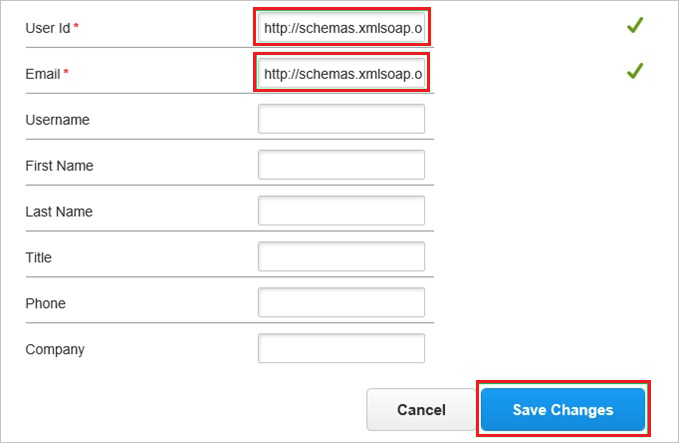 User Id * http://schemas.xmlsoap.o
Email * http://schemas.xmlsoap.o
Username
First Name
Last Name
Title
Phone
Company
Cancel Save Changes